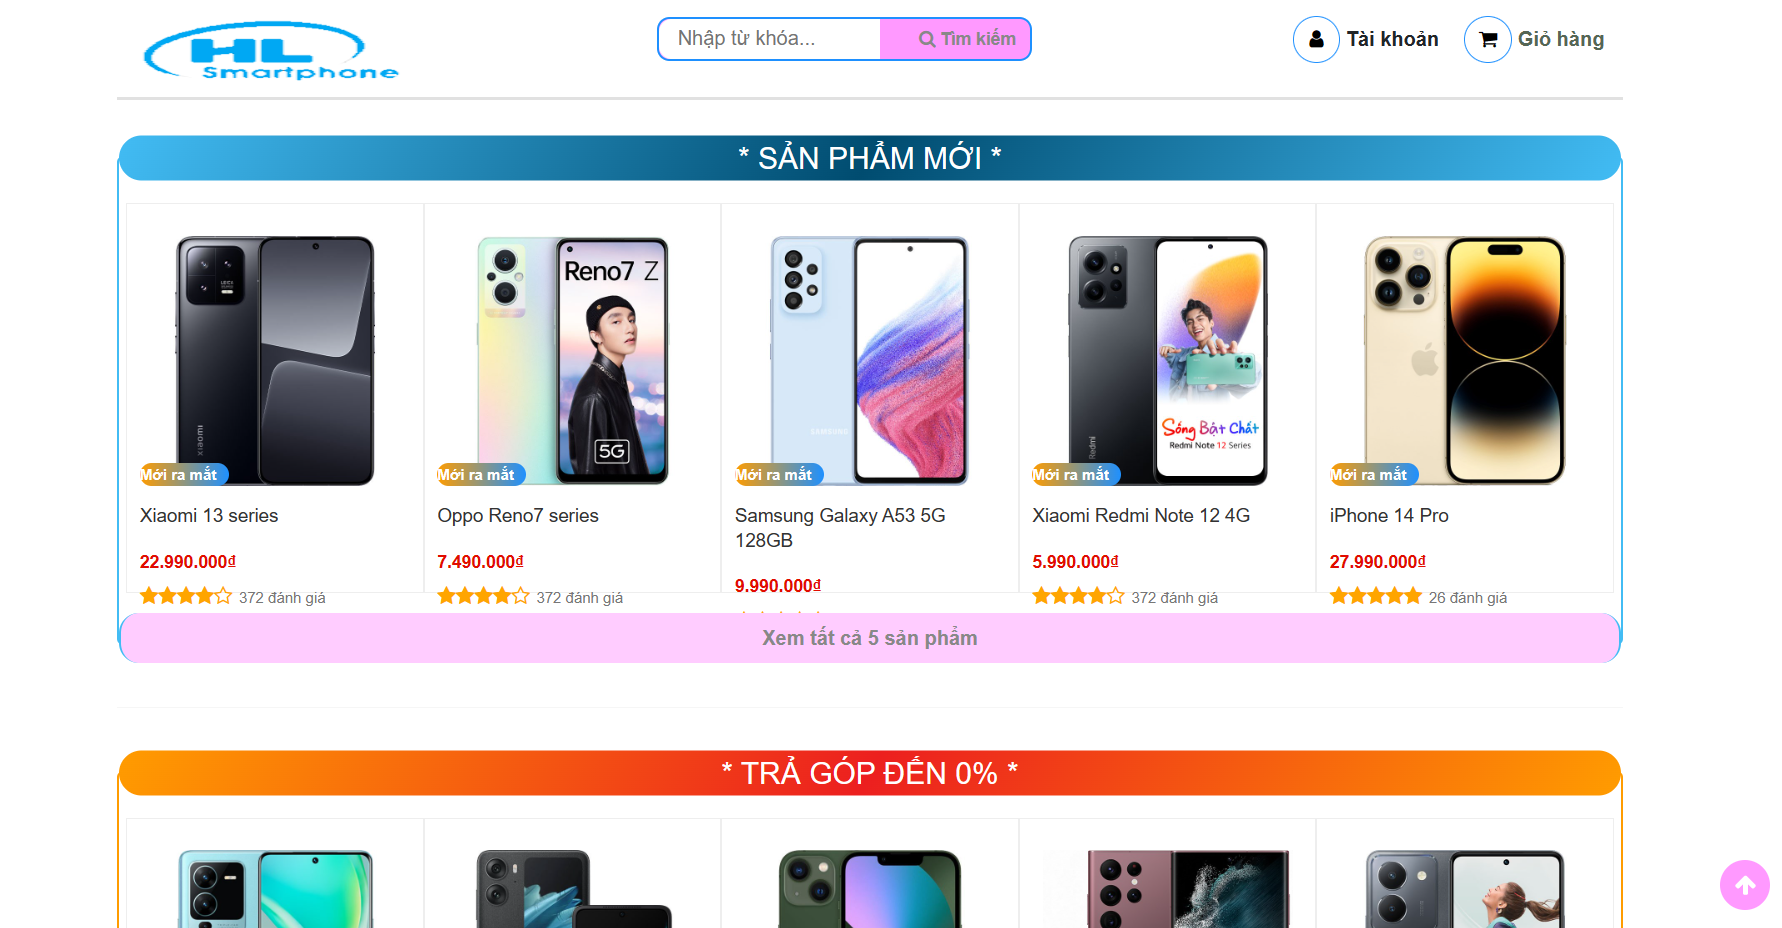 HL
Smartphone
Nhập từ khóa...
Tìm kiếm
Tài khoản
Giỏ hàng
* SẢN PHẨM MỚI *
Reno7 Z
5G
SAMSUNG
xiaomi
Redmi
Sóng Bật Chất
Redmi Note 12 Series
Mới ra mắt
Mới ra mắt
Mới ra mắt
Mới ra mắt
Mới ra mắt
Xiaomi 13 series
Oppo Reno7 series
Samsung Galaxy A53 5G
128GB
Xiaomi Redmi Note 12 4G
iPhone 14 Pro
22.990.000₫
7.490.000₫
9.990.000₫
5.990.000₫
27.990.000₫
372 đánh giá
372 đánh giá
372 đánh giá
26 đánh giá
Xem tất cả 5 sản phẩm
* TRẢ GÓP ĐẾN 0% *